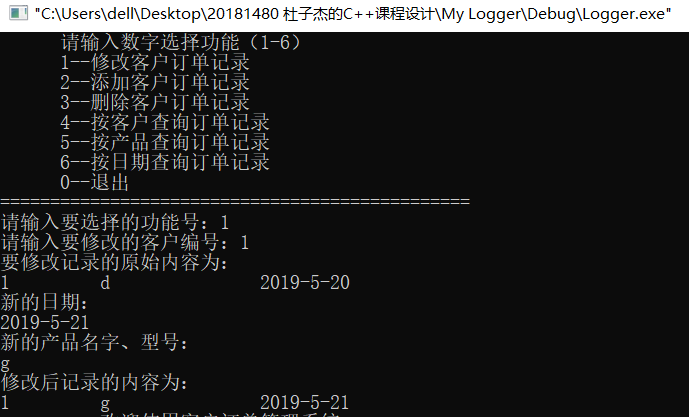 "C:\Users\dell\Desktop\20181480 杜子杰的C++课程设计\My Logger\Debug\Logger.exe"
请输入数字选择功能（1-6）
1--修改客户订单记录
2--添加客户订单记录
3--删除客户订单记录
4--按客户查询订单记录
5--按产品查询订单记录
6--按日期查询订单记录
0--退出
===============================================
请输入要选择的功能号：1
请输入要修改的客户编号：1
要修改记录的原始内容为：
1 d 2019-5-20
新的日期：
2019-5-21
新的产品名字、型号：
g
修改后记录的内容为：
1 g 2019-5-21